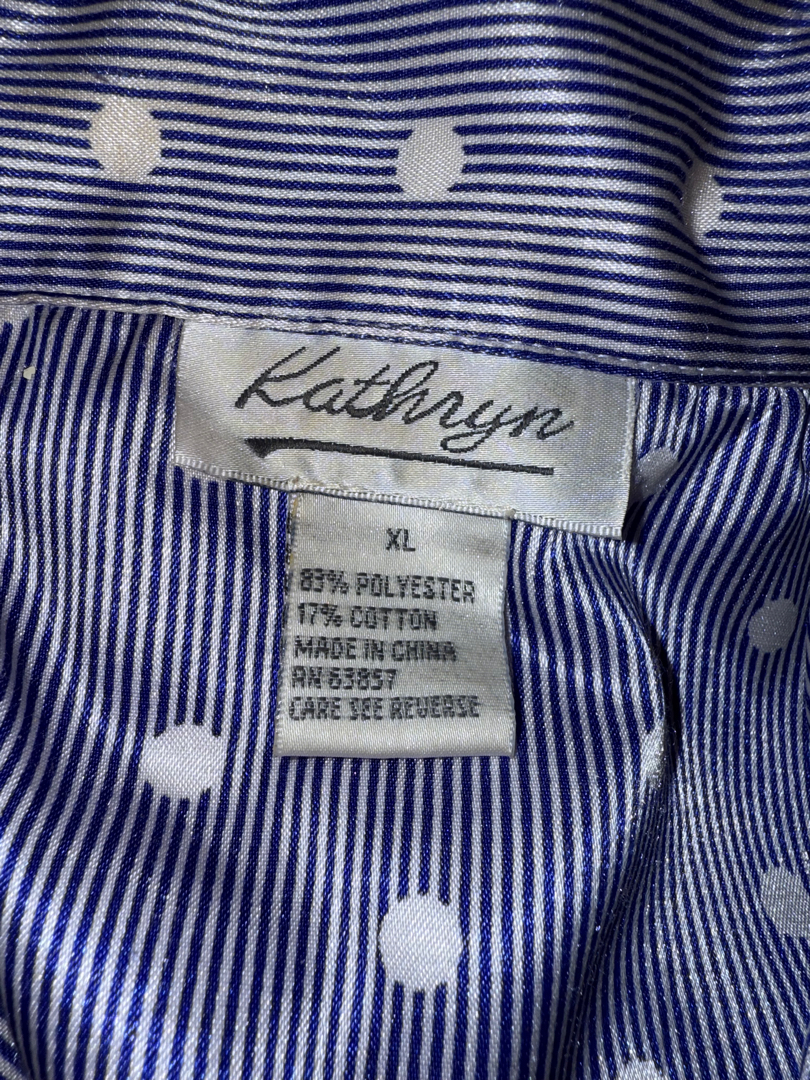 Kathryn
XL
83% POLYESTER
17% COTTON
MADE IN CHINA
RN 63857
CARE SEE REVERSE